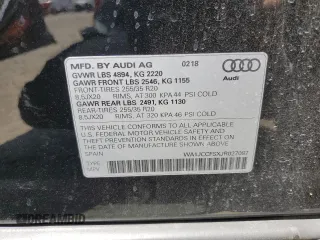 MFD. BY AUDI AG 0218
GVWR LBS 4894, KG 2220
GAWR FRONT LBS 2546, KG 1155
FRONT-TIRES 255/35 R20
8.5JX20 RIMS, AT 300 KPA 44 PSI COLD
GAWR REAR LBS 2491, KG 1130
REAR-TIRES 255/35 R20
8.5JX20 RIMS, AT 320 KPA 46 PSI COLD
Audi
THIS VEHICLE CONFORMS TO ALL APPLICABLE
FEDERAL MOTOR VEHICLE SAFETY, BUMPER, AND
THEFT PREVENTION STANDARDS IN EFFECT ON
THE DATE OF MANUFACTURE SHOWN ABOVE
SPAIN
TYPE: